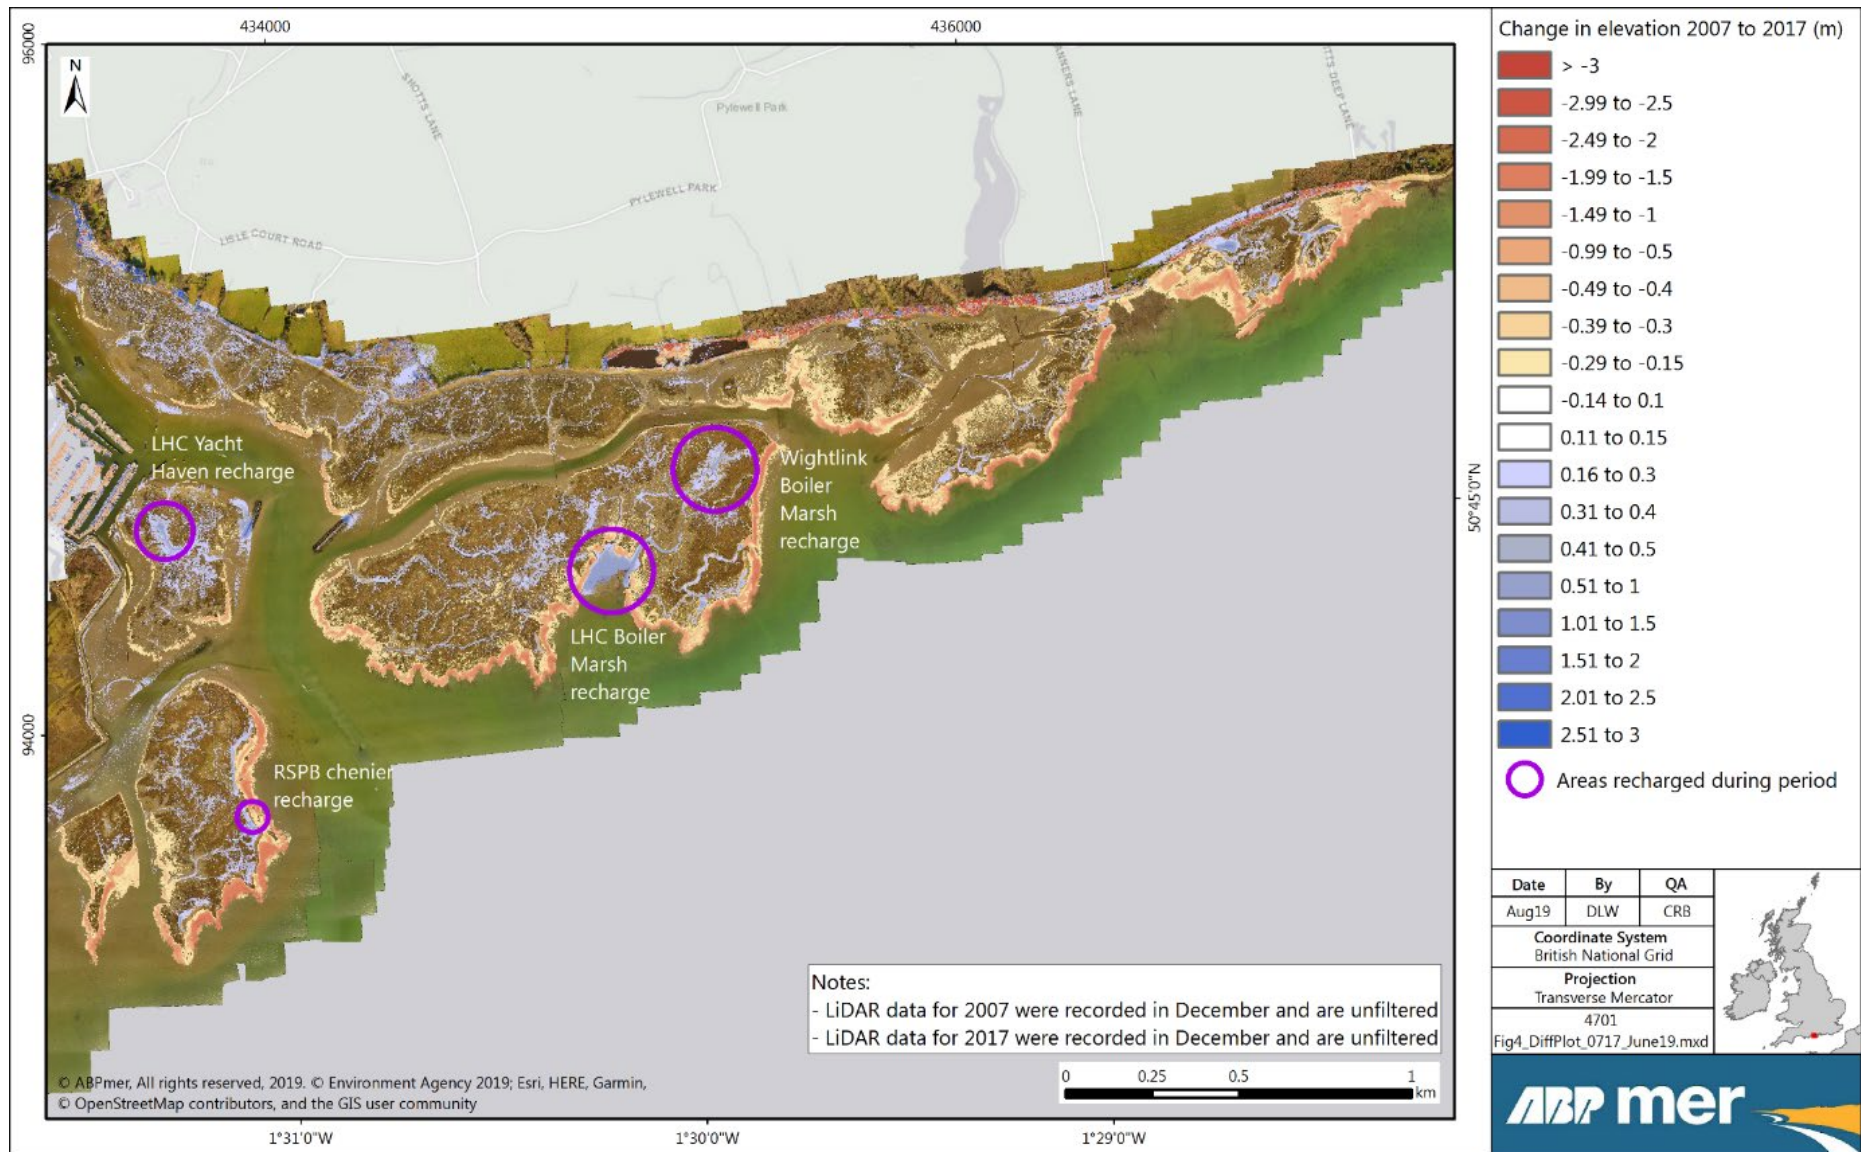 434000
436000
96000
94000
N
SHOTTS LANE
Pylewell Park
ANNERS LANE
TTS DEEP LANE
PYLEWELL PARK
LISLE COURT ROAD
LHC Yacht
Haven recharge
Wightlink
Boiler
Marsh
recharge
LHC Boiler
Marsh
recharge
RSPB chenier
recharge
50°45'0"N
Notes:
- LiDAR data for 2007 were recorded in December and are unfiltered
- LiDAR data for 2017 were recorded in December and are unfiltered
© ABPmer, All rights reserved, 2019. © Environment Agency 2019; Esri, HERE, Garmin,
© OpenStreetMap contributors, and the GIS user community
0 0.25 0.5 1
km
1°31'0"W
1°30'0"W
1°29'0"W
Change in elevation 2007 to 2017 (m)
> -3
-2.99 to -2.5
-2.49 to -2
-1.99 to -1.5
-1.49 to -1
-0.99 to -0.5
-0.49 to -0.4
-0.39 to -0.3
-0.29 to -0.15
-0.14 to 0.1
0.11 to 0.15
0.16 to 0.3
0.31 to 0.4
0.41 to 0.5
0.51 to 1
1.01 to 1.5
1.51 to 2
2.01 to 2.5
2.51 to 3
Areas recharged during period
Date By QA
Aug19 DLW CRB
Coordinate System
British National Grid
Projection
Transverse Mercator
4701
Fig4_DiffPlot_0717_June19.mxd
ABP mer